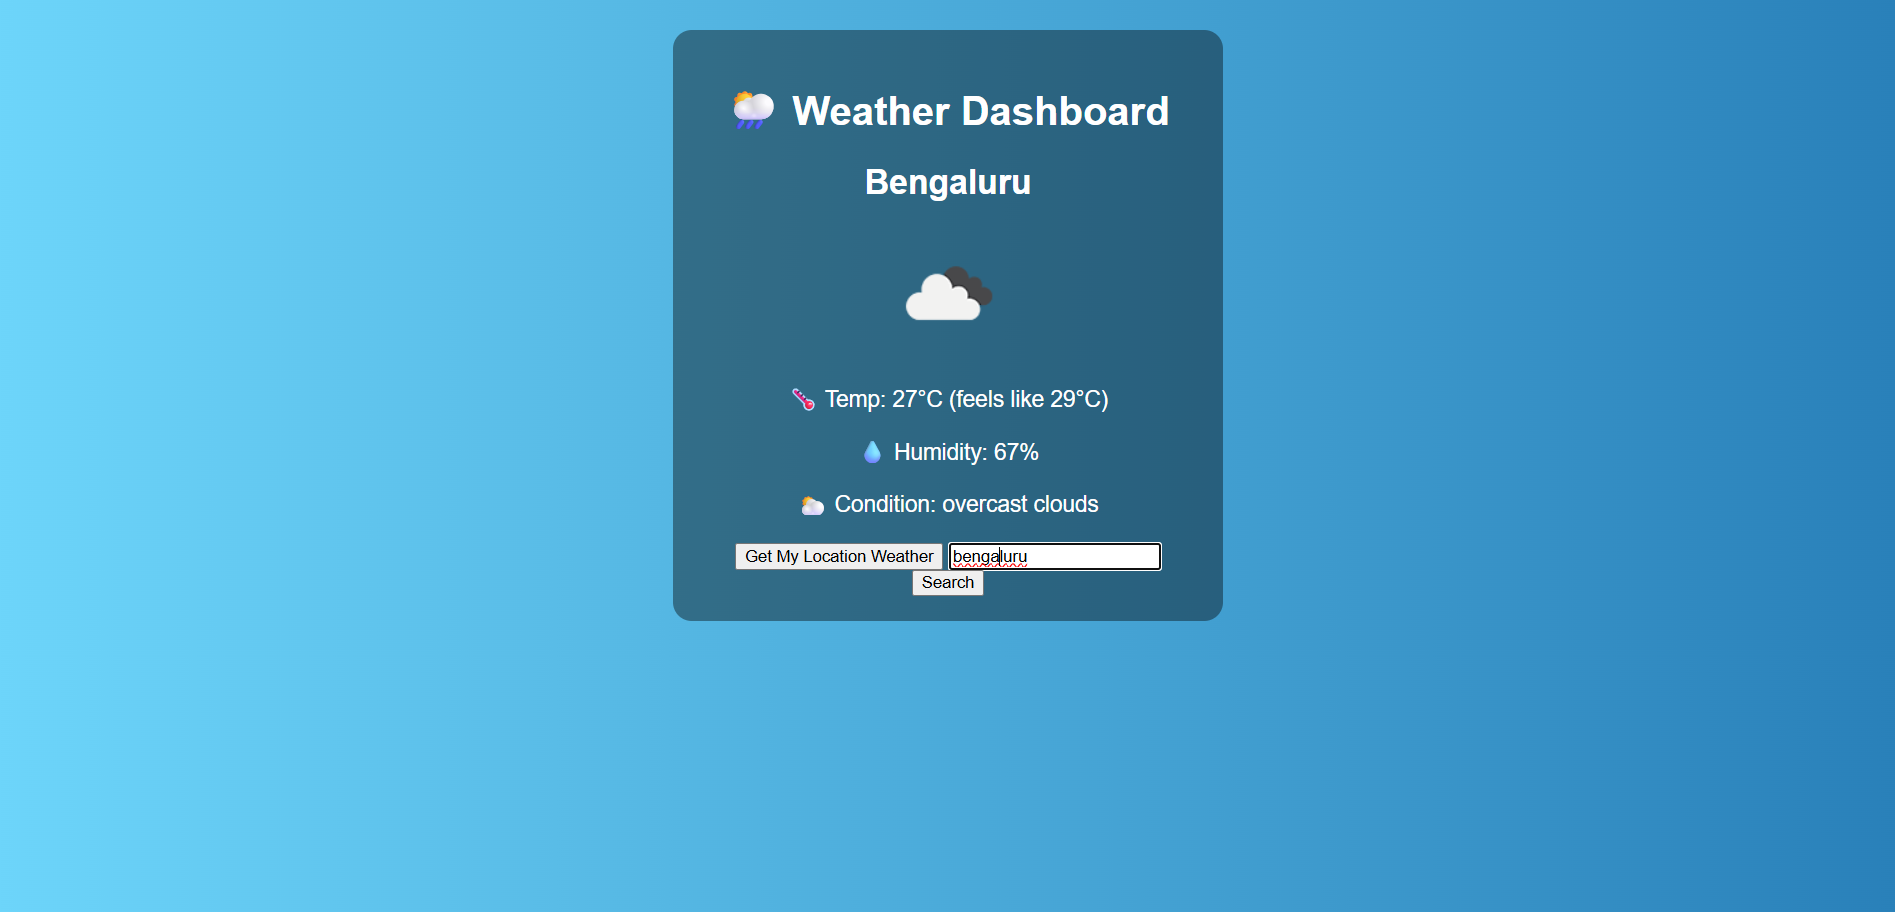 Weather Dashboard
Bengaluru
Temp: 27°C (feels like 29°C)
Humidity: 67%
Condition: overcast clouds
Get My Location Weather bengaluru
Search